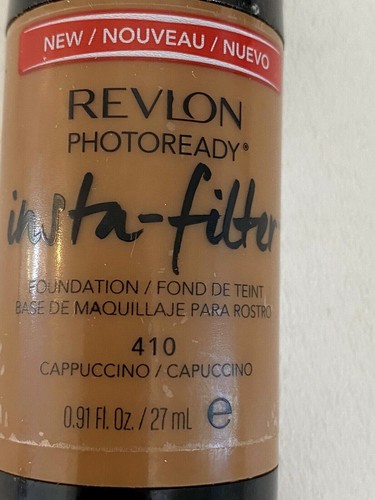 NEW / NOUVEAU / NUEVO
REVLON
PHOTOREADY®
insta-filter
FOUNDATION / FOND DE TEINT
BASE DE MAQUILLAJE PARA ROSTRO
410
CAPPUCCINO / CAPUCCINO
0.91 Fl. Oz. / 27 mL ℮